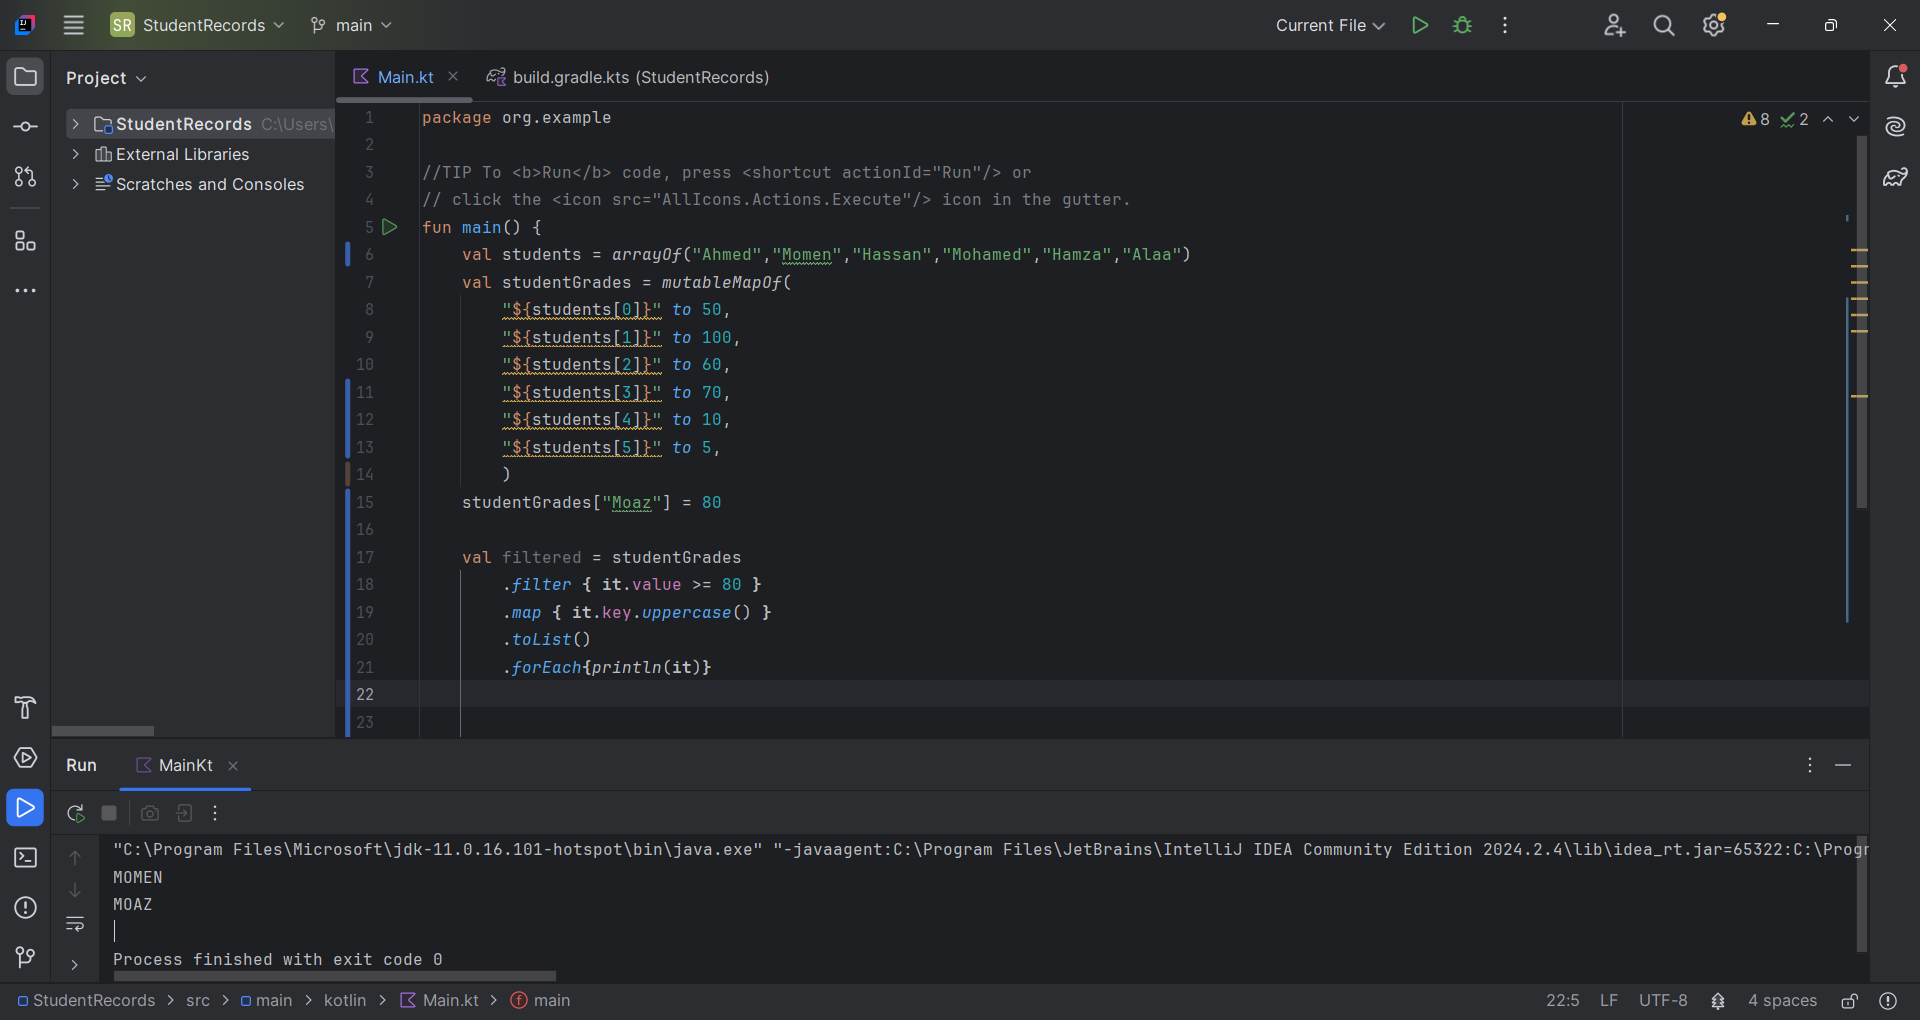 SR StudentRecords main Current File
Project
Main.kt build.gradle.kts (StudentRecords)
StudentRecords C:\Users\
External Libraries
Scratches and Consoles
8 2
1 package org.example
2
3 //TIP To <b>Run</b> code, press <shortcut actionId="Run"/> or
4 // click the <icon src="AllIcons.Actions.Execute"/> icon in the gutter.
5 fun main() {
6 val students = arrayOf("Ahmed","Momen","Hassan","Mohamed","Hamza","Alaa")
7 val studentGrades = mutableMapOf(
8 "${students[0]}" to 50,
9 "${students[1]}" to 100,
10 "${students[2]}" to 60,
11 "${students[3]}" to 70,
12 "${students[4]}" to 10,
13 "${students[5]}" to 5,
14 )
15 studentGrades["Moaz"] = 80
16
17 val filtered = studentGrades
18 .filter { it.value >= 80 }
19 .map { it.key.uppercase() }
20 .toList()
21 .forEach{println(it)}
22
23
Run MainKt
"C:\Program Files\Microsoft\jdk-11.0.16.101-hotspot\bin\java.exe" "-javaagent:C:\Program Files\JetBrains\IntelliJ IDEA Community Edition 2024.2.4\lib\idea_rt.jar=65322:C:\Progr
MOMEN
MOAZ
Process finished with exit code 0
StudentRecords > src > main > kotlin > Main.kt > main 22:5 LF UTF-8 4 spaces